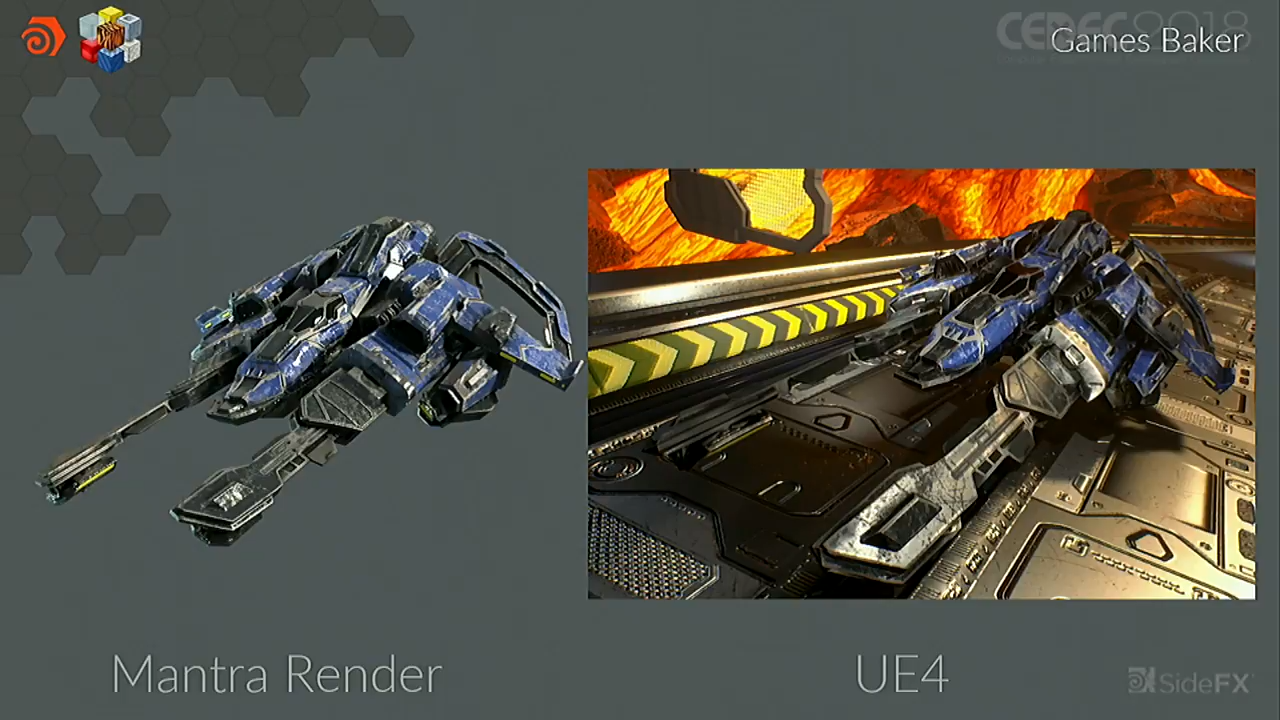 CEDEC2018
Games Baker
Mantra Render
UE4
SideFX